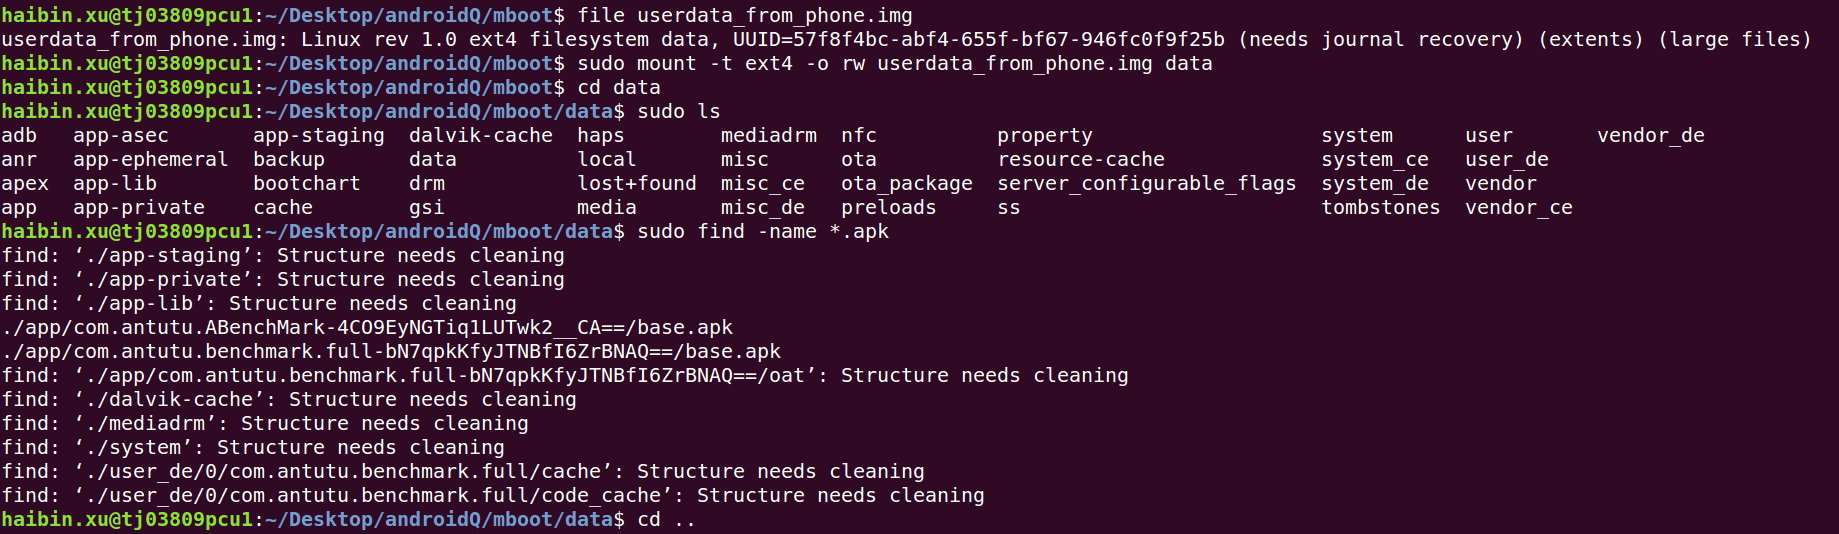 haibin.xu@tj03809pcu1:~/Desktop/androidQ/mboot$ file userdata_from_phone.img
userdata_from_phone.img: Linux rev 1.0 ext4 filesystem data, UUID=57f8f4bc-abf4-655f-bf67-946fc0f9f25b (needs journal recovery) (extents) (large files)
haibin.xu@tj03809pcu1:~/Desktop/androidQ/mboot$ sudo mount -t ext4 -o rw userdata_from_phone.img data
haibin.xu@tj03809pcu1:~/Desktop/androidQ/mboot$ cd data
haibin.xu@tj03809pcu1:~/Desktop/androidQ/mboot/data$ sudo ls
adb   app-asec       app-staging  dalvik-cache  haps        mediadrm  nfc          property                   system      user       vendor_de
anr   app-ephemeral  backup       data          local       misc      ota          resource-cache             system_ce   user_de
apex  app-lib        bootchart    drm           lost+found  misc_ce   ota_package  server_configurable_flags  system_de   vendor
app   app-private    cache        gsi           media       misc_de   preloads     ss                         tombstones  vendor_ce
haibin.xu@tj03809pcu1:~/Desktop/androidQ/mboot/data$ sudo find -name *.apk
find: ‘./app-staging’: Structure needs cleaning
find: ‘./app-private’: Structure needs cleaning
find: ‘./app-lib’: Structure needs cleaning
./app/com.antutu.ABenchMark-4CO9EyNGTiq1LUTwk2__CA==/base.apk
./app/com.antutu.benchmark.full-bN7qpkKfyJTNBfI6ZrBNAQ==/base.apk
find: ‘./app/com.antutu.benchmark.full-bN7qpkKfyJTNBfI6ZrBNAQ==/oat’: Structure needs cleaning
find: ‘./dalvik-cache’: Structure needs cleaning
find: ‘./mediadrm’: Structure needs cleaning
find: ‘./system’: Structure needs cleaning
find: ‘./user_de/0/com.antutu.benchmark.full/cache’: Structure needs cleaning
find: ‘./user_de/0/com.antutu.benchmark.full/code_cache’: Structure needs cleaning
haibin.xu@tj03809pcu1:~/Desktop/androidQ/mboot/data$ cd ..